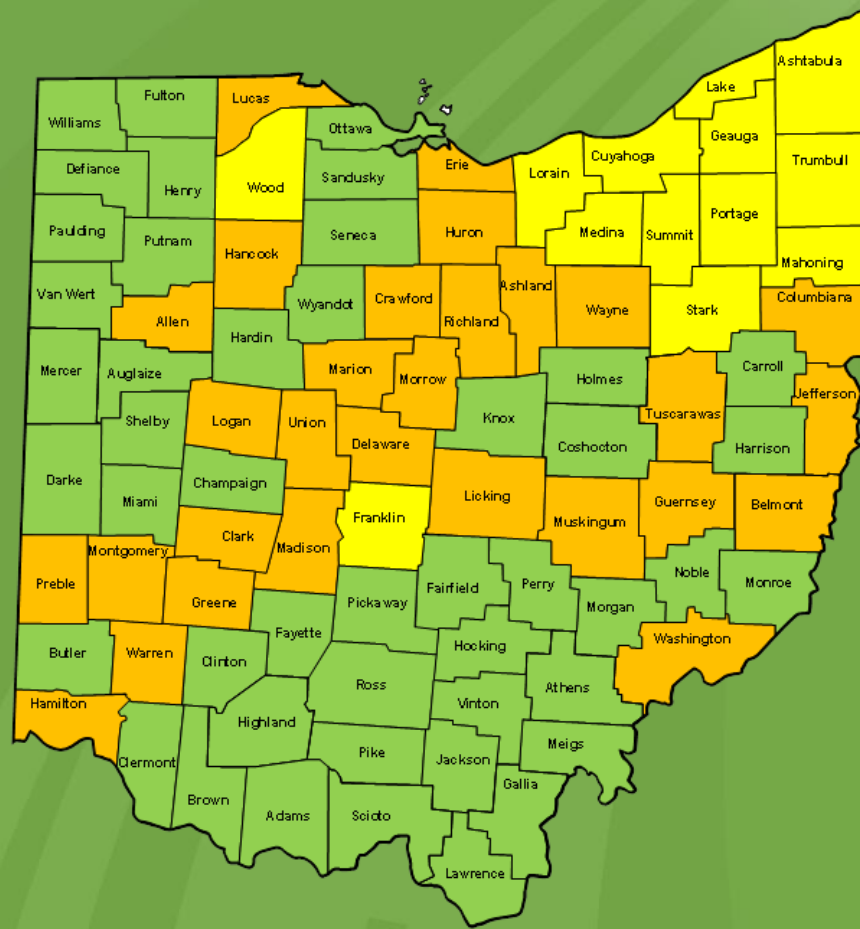 Ashtabula
Lake
Geauga
Fulton
Lucas
Williams
Ottawa
Cuyahoga
Trumbull
Erie
Lorain
Defiance
Henry
Wood
Sandusky
Portage
Paulding
Putnam
Seneca
Huron
Medina
Summit
Hancock
Mahoning
Van Wert
Wyandot
Crawford
Ashland
Columbiana
Allen
Richland
Wayne
Stark
Hardin
Mercer
Auglaize
Marion
Morrow
Holmes
Carroll
Jefferson
Shelby
Logan
Union
Knox
Tuscarawas
Delaware
Coshocton
Harrison
Darke
Champaign
Miami
Licking
Guernsey
Belmont
Franklin
Muskingum
Clark
Montgomery
Madison
Preble
Greene
Pickaway
Fairfield
Perry
Noble
Monroe
Morgan
Fayette
Washington
Butler
Warren
Clinton
Hocking
Ross
Athens
Hamilton
Vinton
Highland
Meigs
Clermont
Pike
Jackson
Gallia
Brown
Adams
Scioto
Lawrence